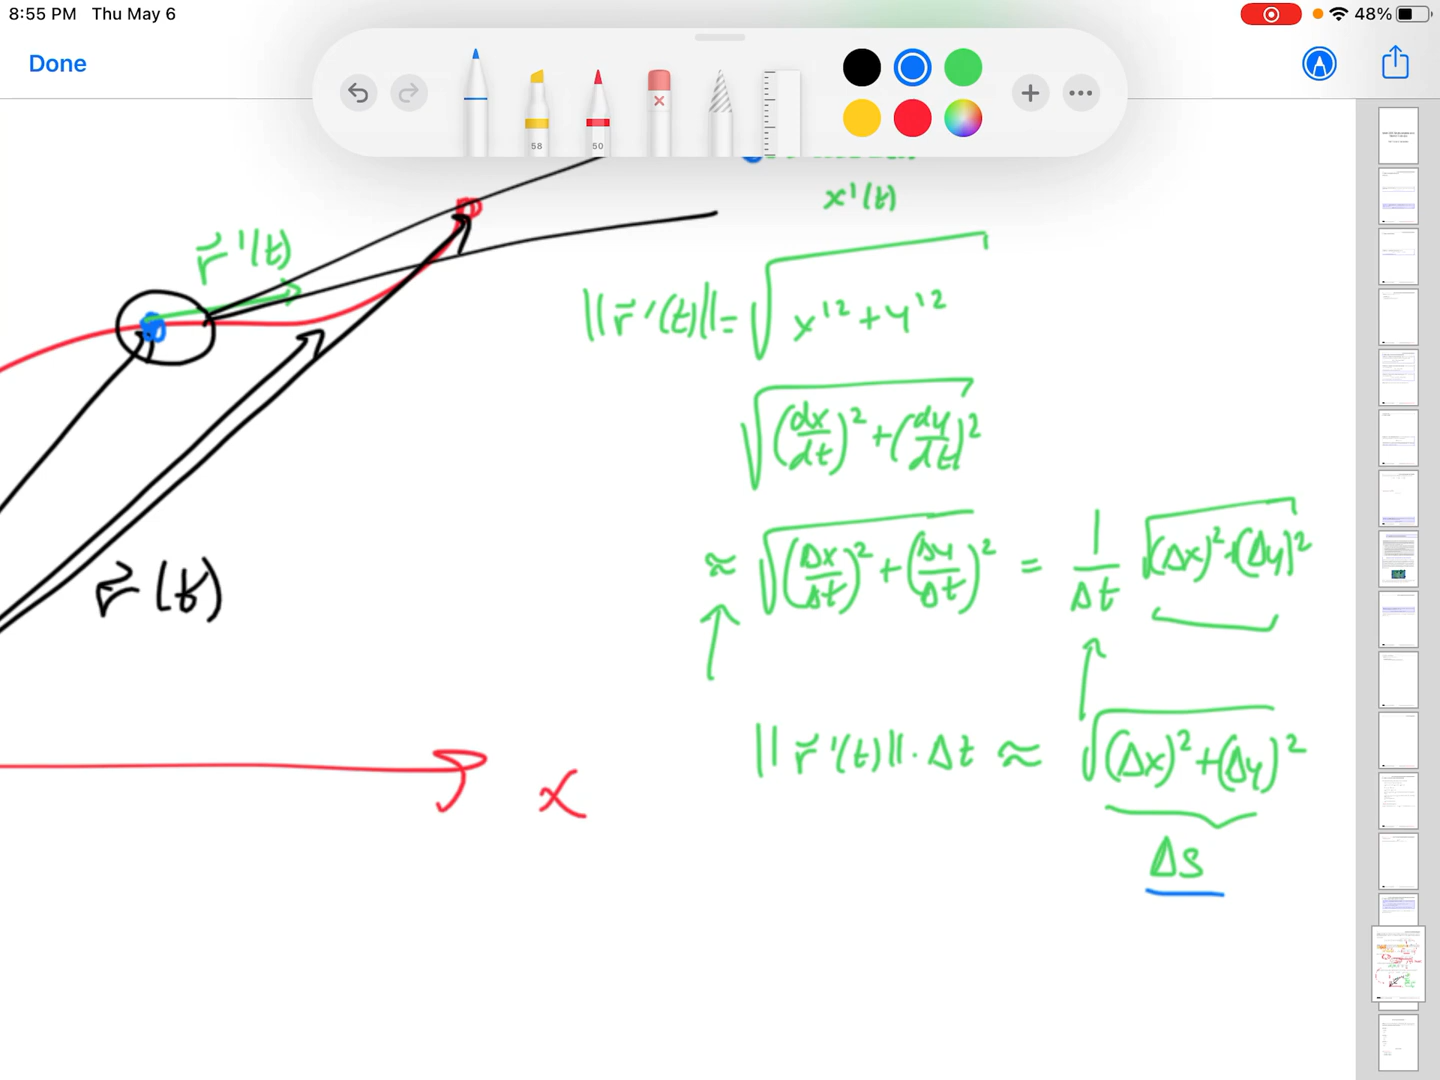 8:55 PM Thu May 6
48%
Done
58
50
x'(t)
r⃗'(t)
||r⃗'(t)|| = √(x'² + y'²)
√((dx/dt)² + (dy/dt)²)
≈ √((Δx/Δt)² + (Δy/Δt)²) = 1/Δt √((Δx)² + (Δy)²)
r⃗(t)
||r⃗'(t)|| · Δt ≈ √((Δx)² + (Δy)²)
x
Δs